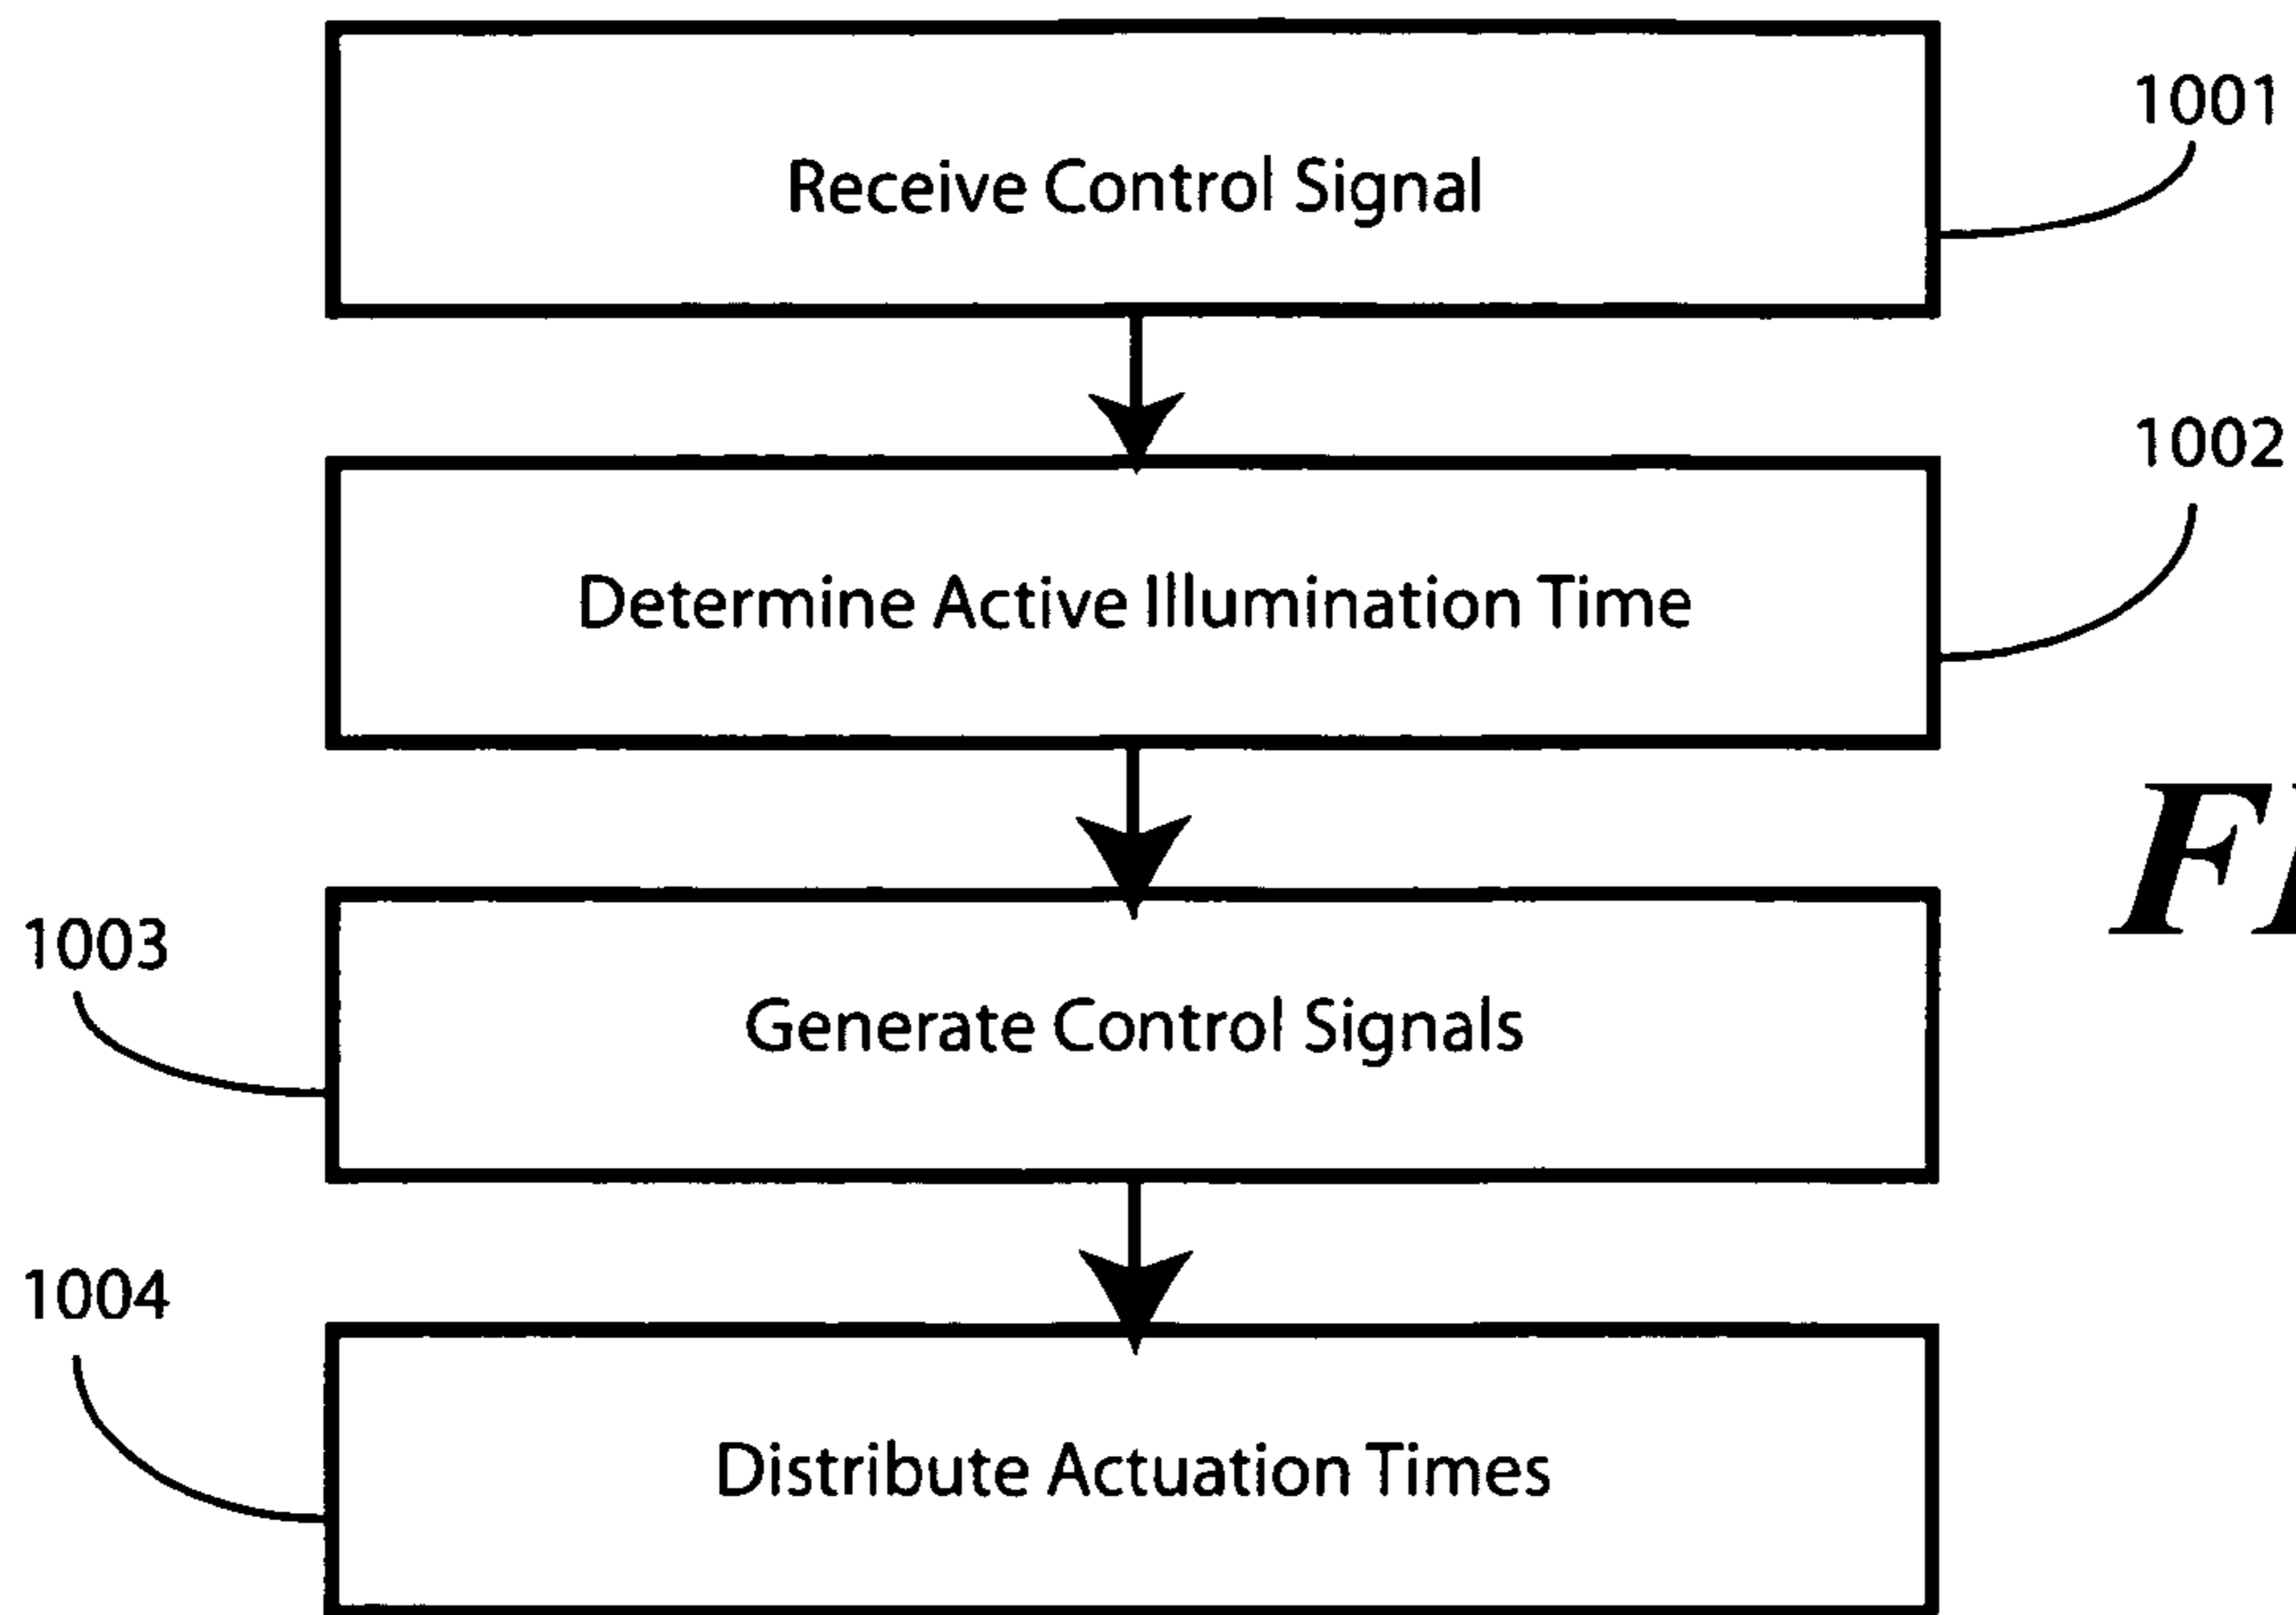 Receive Control Signal
1001
Determine Active Illumination Time
1002
1003
Generate Control Signals
1004
Distribute Actuation Times